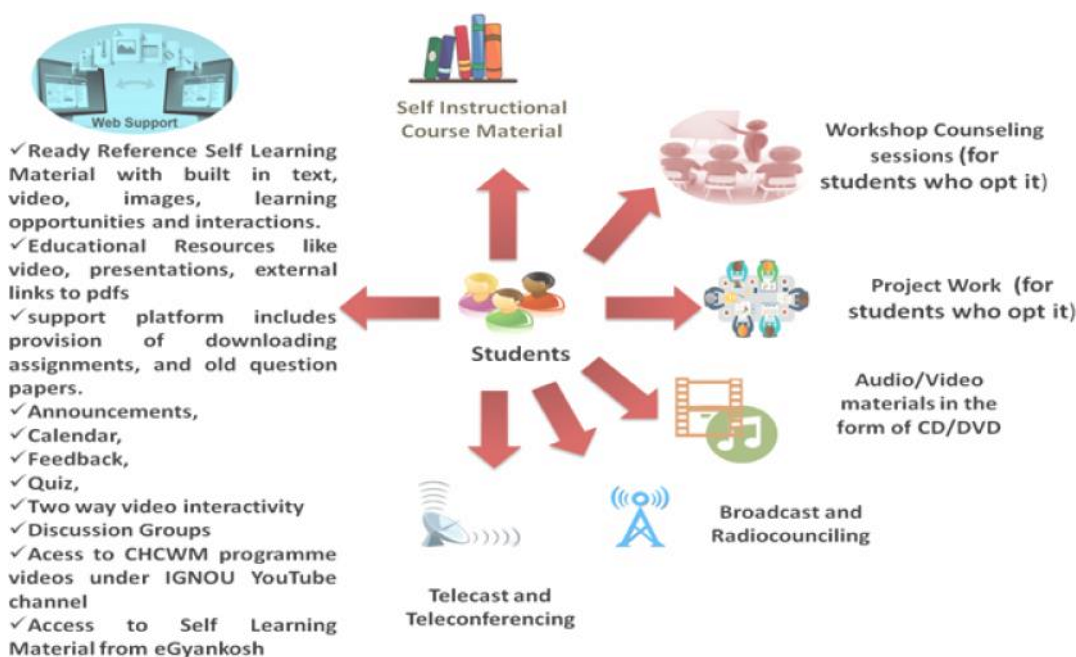 Web Support
✓Ready Reference Self Learning
Material with built in text,
video, images, learning
opportunities and interactions.
✓Educational Resources like
video, presentations, external
links to pdfs
✓support platform includes
provision of downloading
assignments, and old question
papers.
✓Announcements,
✓Calendar,
✓Feedback,
✓Quiz,
✓Two way video interactivity
✓Discussion Groups
✓Acess to CHCWM programme
videos under IGNOU YouTube
channel
✓Access to Self Learning
Material from eGyankosh
Self Instructional
Course Material
Workshop Counseling
sessions (for
students who opt it)
Students
Project Work (for
students who opt it)
Audio/Video
materials in the
form of CD/DVD
Broadcast and
Radiocounciling
Telecast and
Teleconferencing